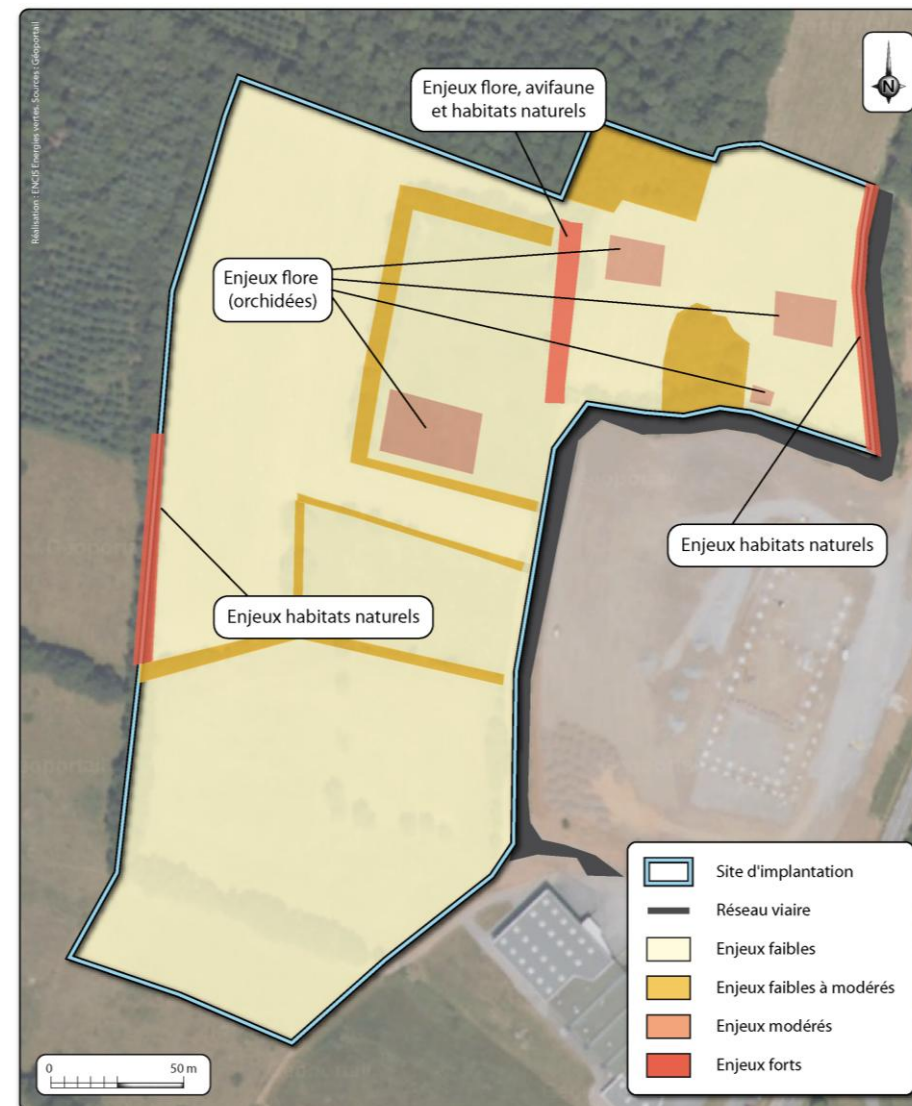 Réalisation : ENCIS Energies vertes. Sources : Géoportail
Enjeux flore, avifaune
et habitats naturels
N
Enjeux flore
(orchidées)
Enjeux habitats naturels
Enjeux habitats naturels
Site d'implantation
Réseau viaire
Enjeux faibles
Enjeux faibles à modérés
Enjeux modérés
Enjeux forts
0
50 m